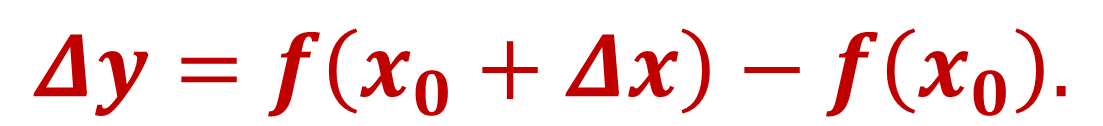 Δy = f(x₀ + Δx) − f(x₀).